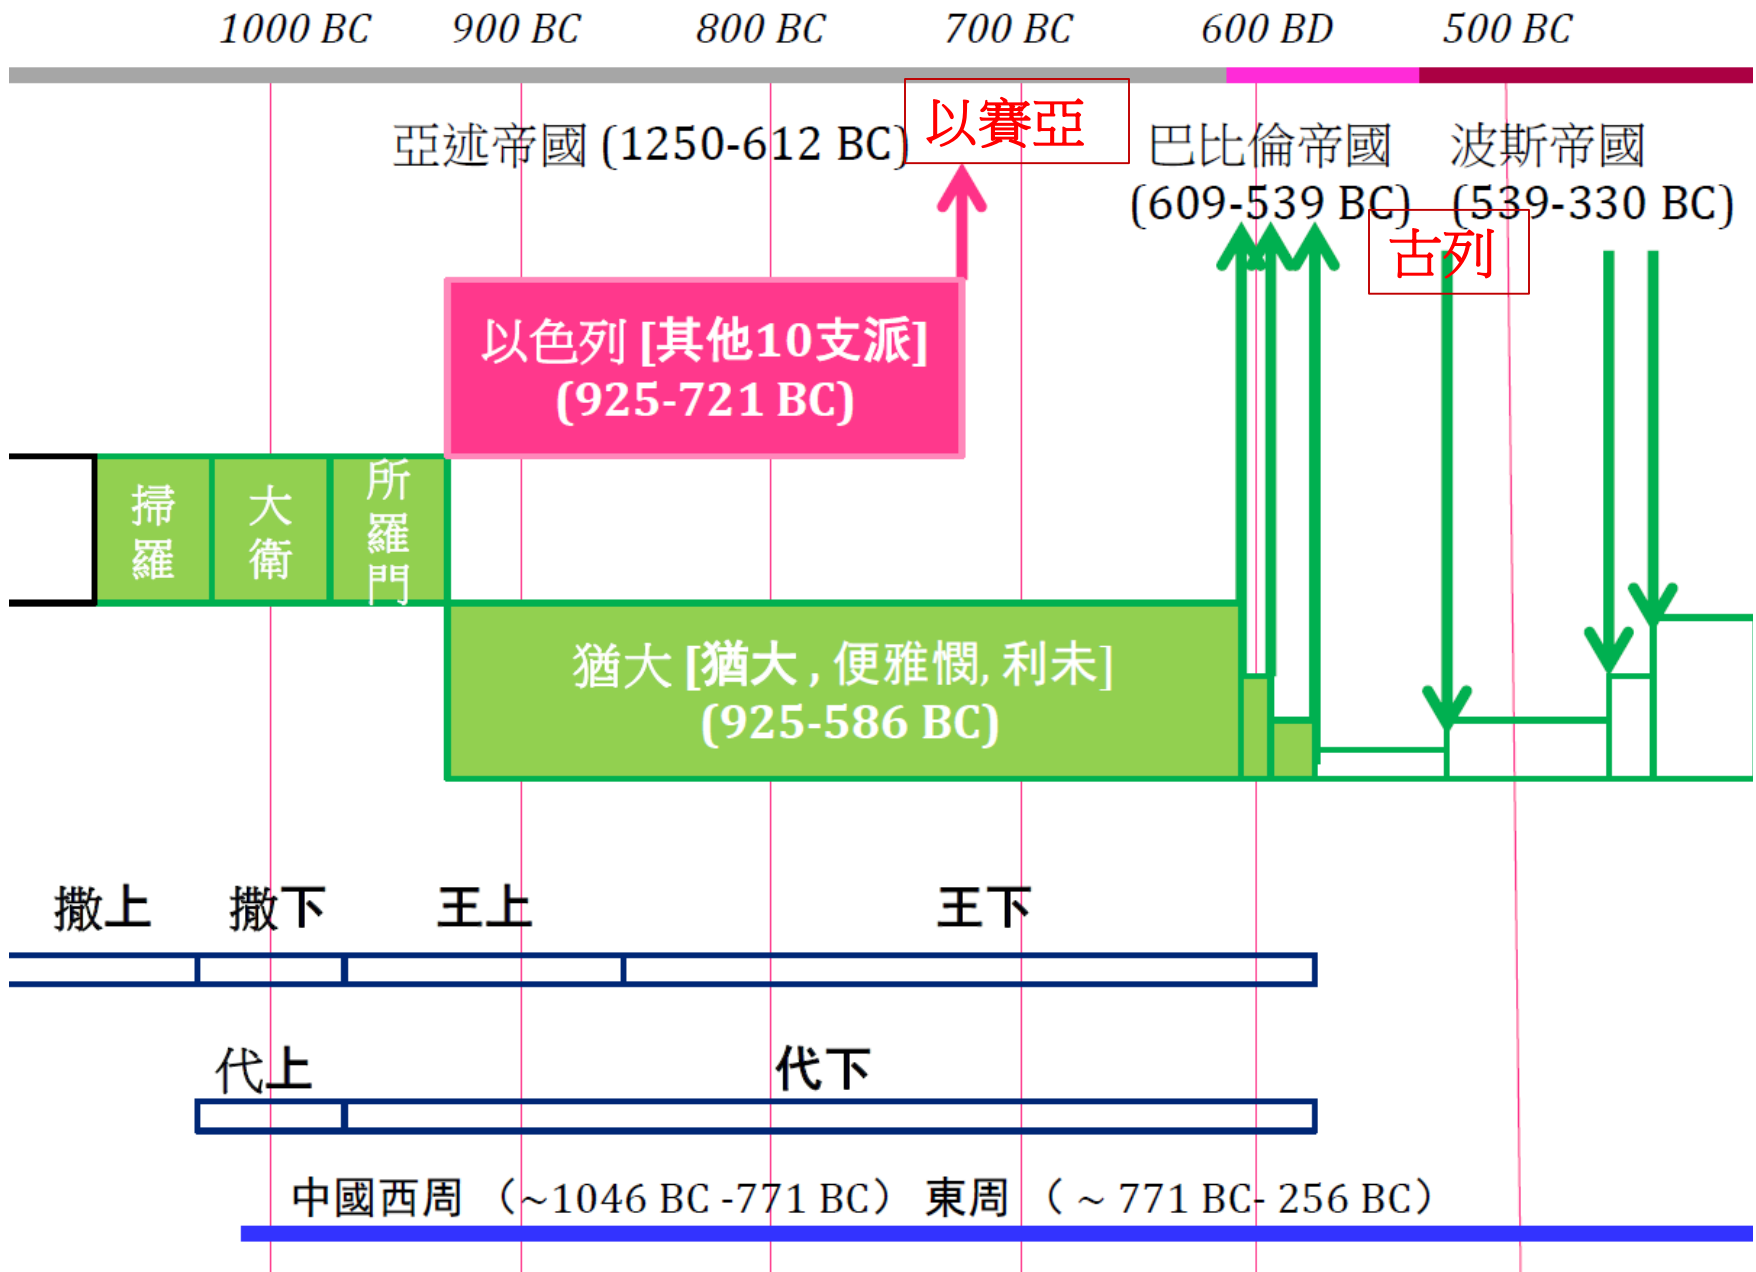 1000 BC 900 BC 800 BC 700 BC 600 BD 500 BC
以賽亞
亞述帝國 (1250-612 BC)
巴比倫帝國
(609-539 BC)
波斯帝國
(539-330 BC)
古列
以色列 [其他10支派]
(925-721 BC)
掃
羅
大
衛
所
羅
門
猶大 [猶大 , 便雅憫, 利未]
(925-586 BC)
撒上 撒下 王上 王下
代上 代下
中國西周 （~1046 BC -771 BC） 東周 （ ~ 771 BC- 256 BC）